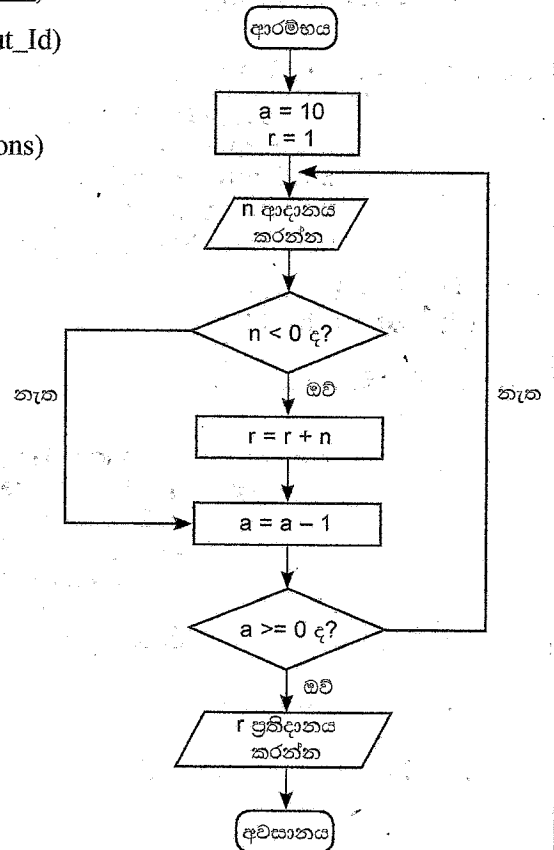 ut_Id)
ons)
ආරම්භය
a = 10
r = 1
n ආදානය
කරන්න
n < 0 ද?
නැත
ඔව්
නැත
r = r + n
a = a – 1
a >= 0 ද?
ඔව්
r ප්‍රතිදානය
කරන්න
අවසානය